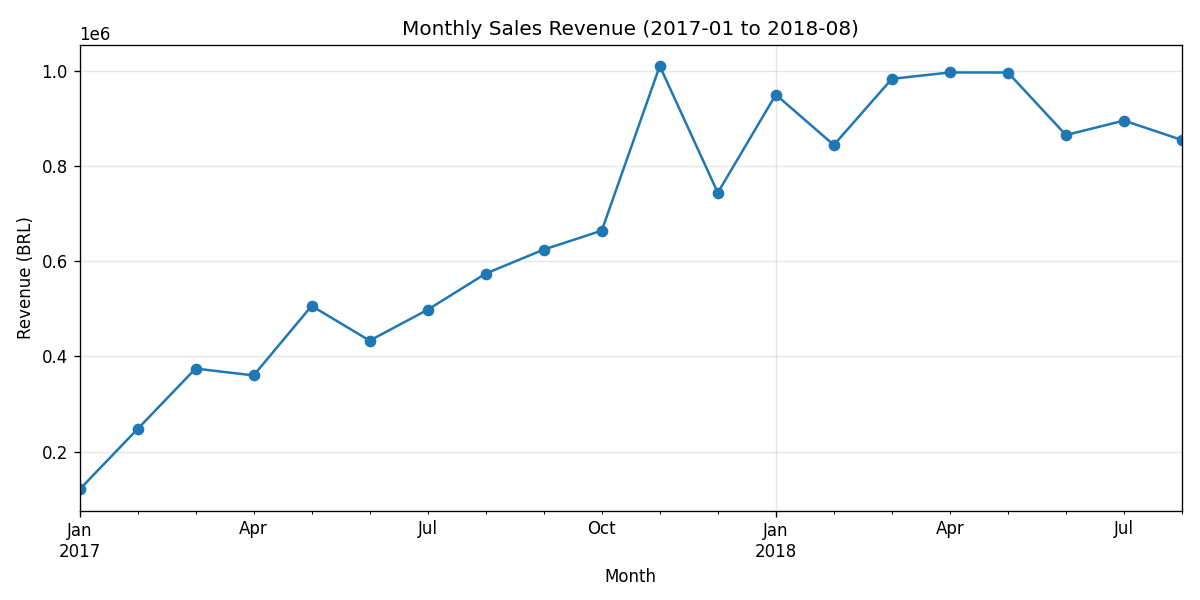 Monthly Sales Revenue (2017-01 to 2018-08)
1e6
1.0
0.8
0.6
0.4
0.2
Revenue (BRL)
Jan Apr Jul Oct Jan Apr Jul
2017 2018
Month